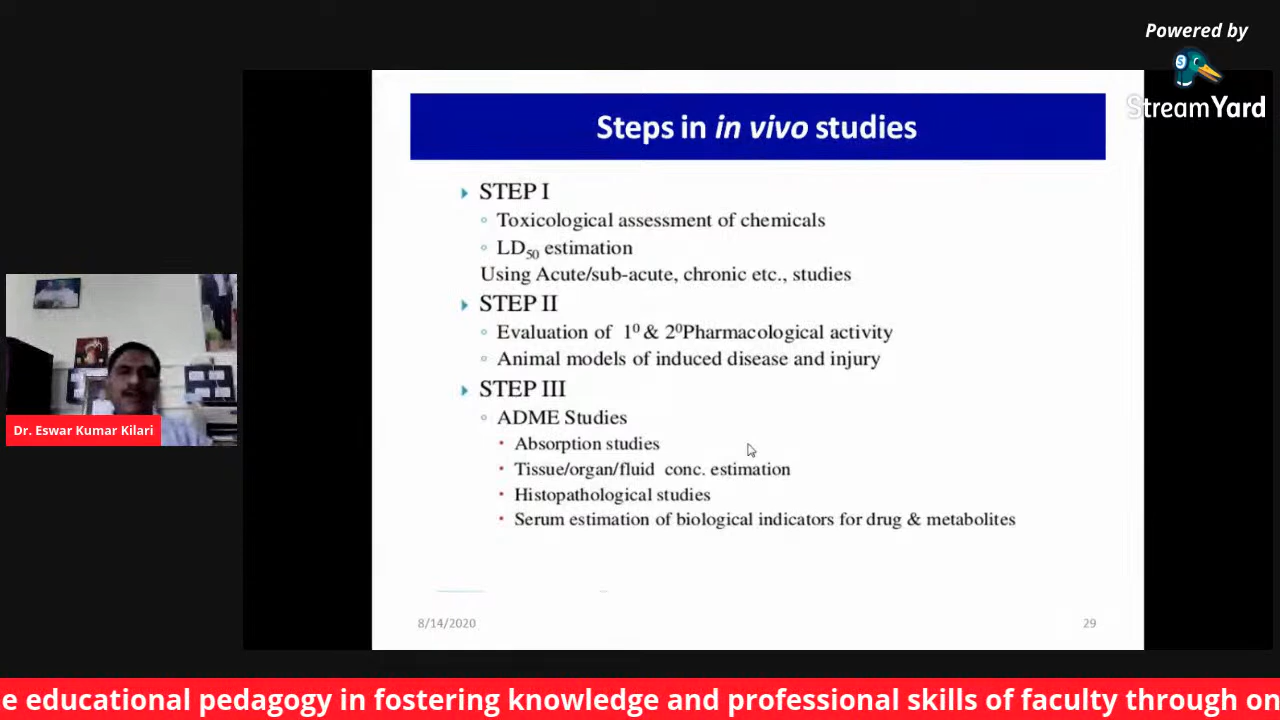 Powered by
StreamYard
Steps in in vivo studies
STEP I
Toxicological assessment of chemicals
LD50 estimation
Using Acute/sub-acute, chronic etc., studies
STEP II
Evaluation of 1⁰ & 2⁰Pharmacological activity
Animal models of induced disease and injury
STEP III
ADME Studies
Absorption studies
Tissue/organ/fluid conc. estimation
Histopathological studies
Serum estimation of biological indicators for drug & metabolites
8/14/2020
29
Dr. Eswar Kumar Kilari
e educational pedagogy in fostering knowledge and professional skills of faculty through on